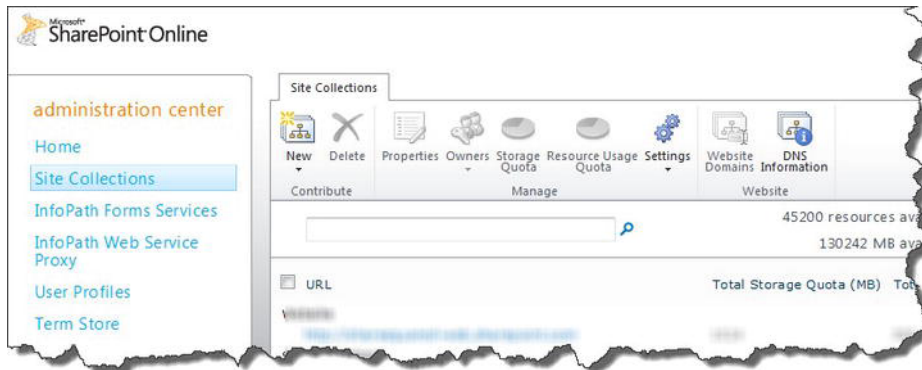 Microsoft®
SharePoint Online
administration center
Home
Site Collections
InfoPath Forms Services
InfoPath Web Service
Proxy
User Profiles
Term Store
Site Collections
New
Delete
Properties
Owners
Storage
Quota
Resource Usage
Quota
Settings
Website
Domains
DNS
Information
Contribute
Manage
Website
45200 resources ava
130242 MB ava
URL
Total Storage Quota (MB)
Tot